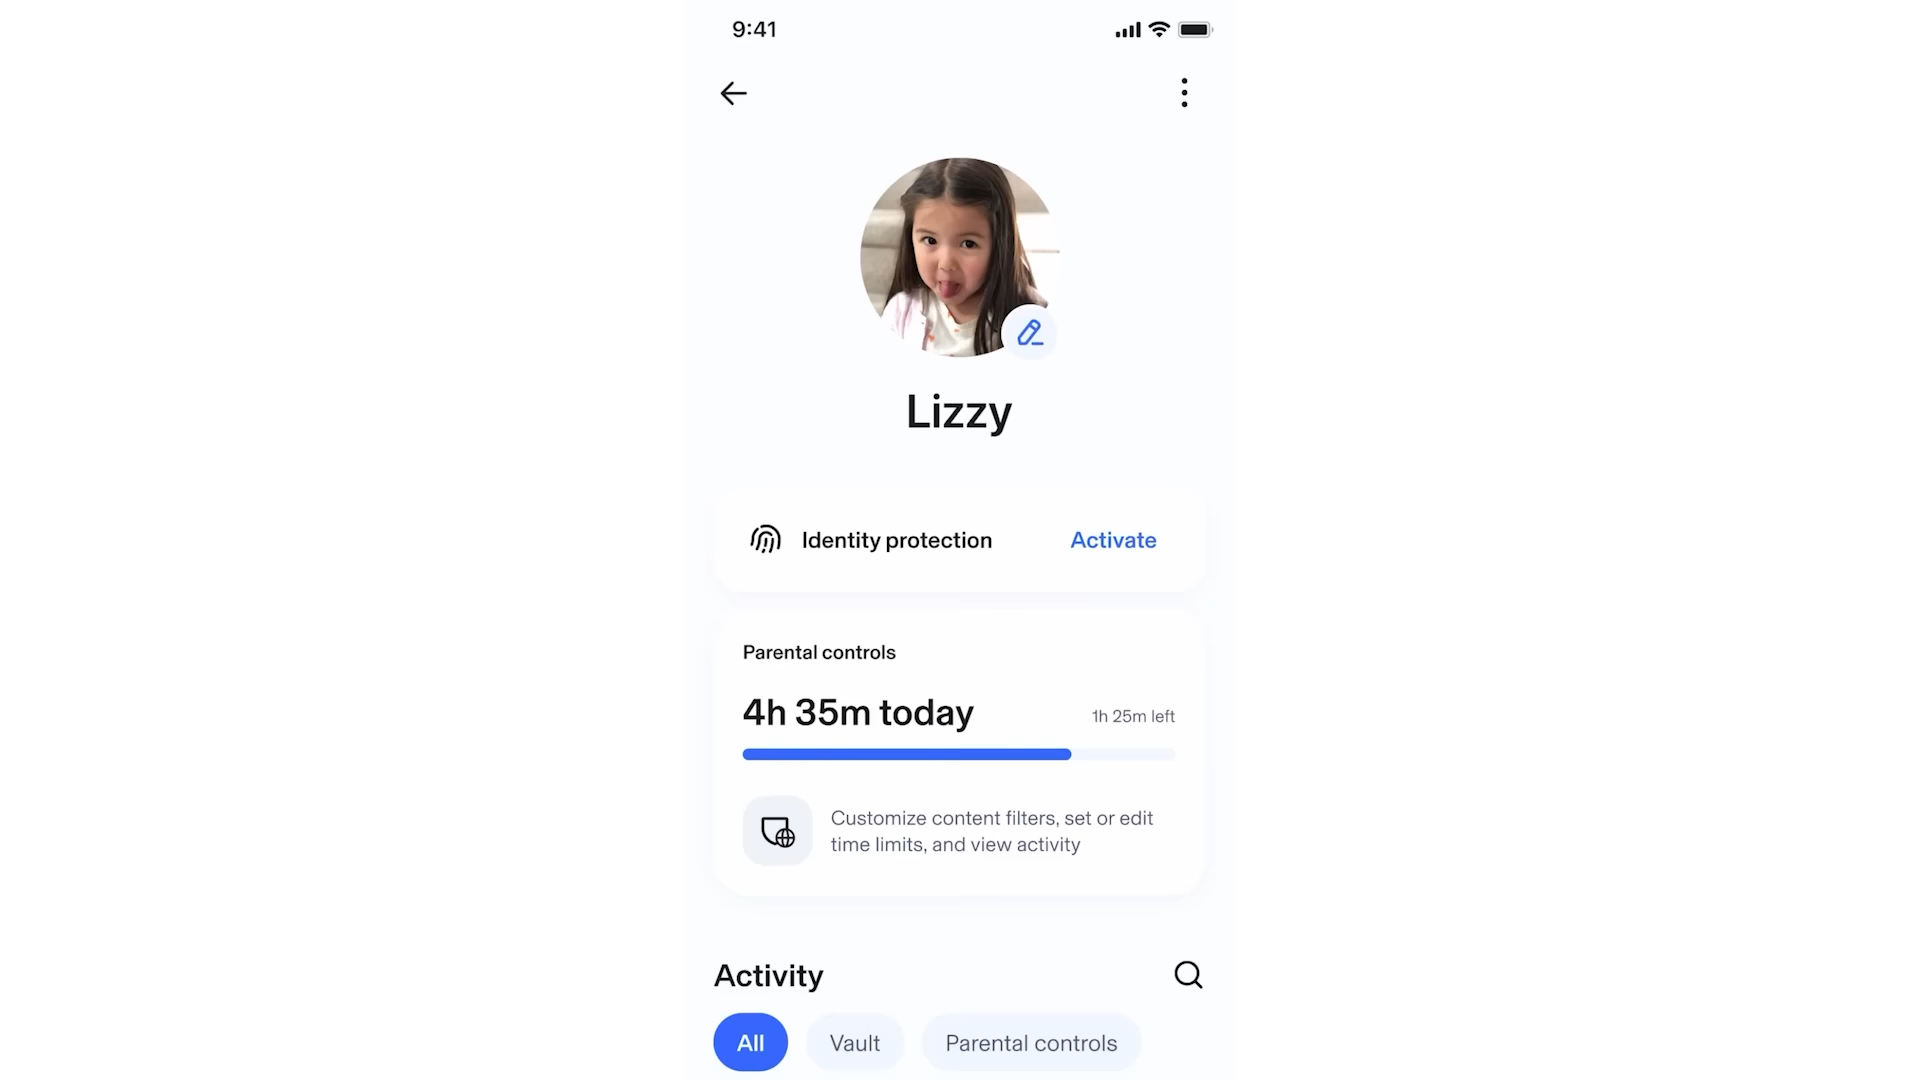 9:41
Lizzy
Identity protection
Activate
Parental controls
4h 35m today
1h 25m left
Customize content filters, set or edit
time limits, and view activity
Activity
All
Vault
Parental controls